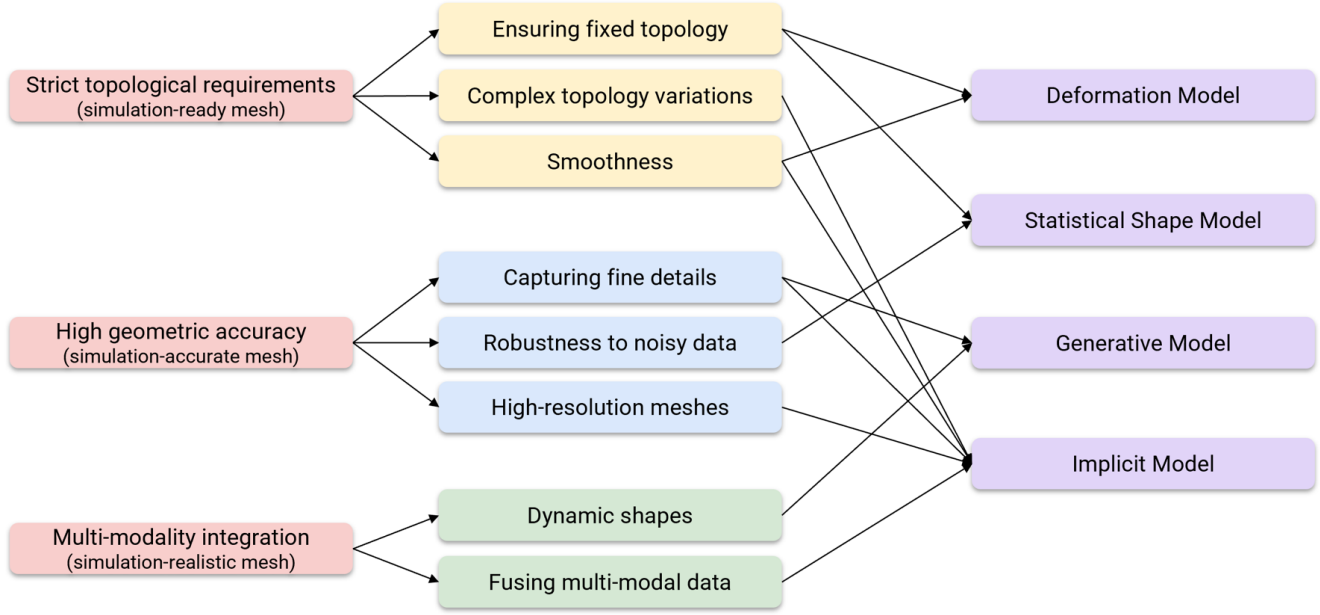 Strict topological requirements
(simulation-ready mesh)
Ensuring fixed topology
Complex topology variations
Smoothness
High geometric accuracy
(simulation-accurate mesh)
Capturing fine details
Robustness to noisy data
High-resolution meshes
Multi-modality integration
(simulation-realistic mesh)
Dynamic shapes
Fusing multi-modal data
Deformation Model
Statistical Shape Model
Generative Model
Implicit Model